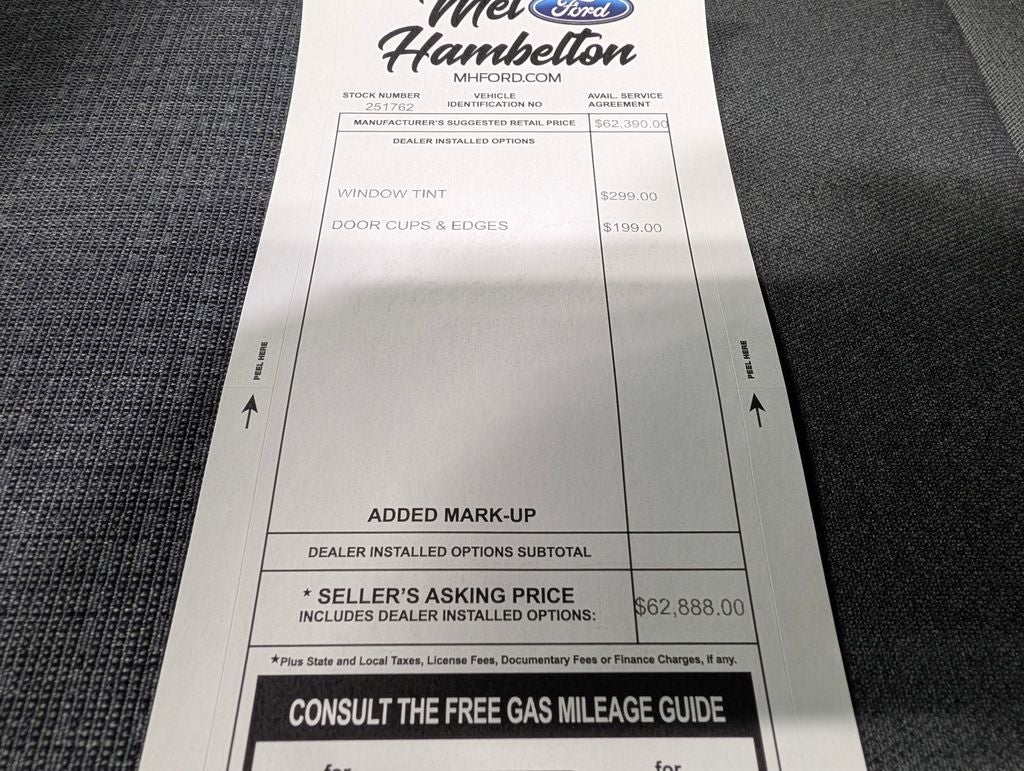 Mel Ford
Hambelton
MHFORD.COM
STOCK NUMBER
251762
VEHICLE
IDENTIFICATION NO
AVAIL. SERVICE
AGREEMENT
MANUFACTURER'S SUGGESTED RETAIL PRICE $62,390.00
DEALER INSTALLED OPTIONS
WINDOW TINT $299.00
DOOR CUPS & EDGES $199.00
PEEL HERE
PEEL HERE
ADDED MARK-UP
DEALER INSTALLED OPTIONS SUBTOTAL
* SELLER'S ASKING PRICE
INCLUDES DEALER INSTALLED OPTIONS: $62,888.00
*Plus State and Local Taxes, License Fees, Documentary Fees or Finance Charges, if any.
CONSULT THE FREE GAS MILEAGE GUIDE
for for